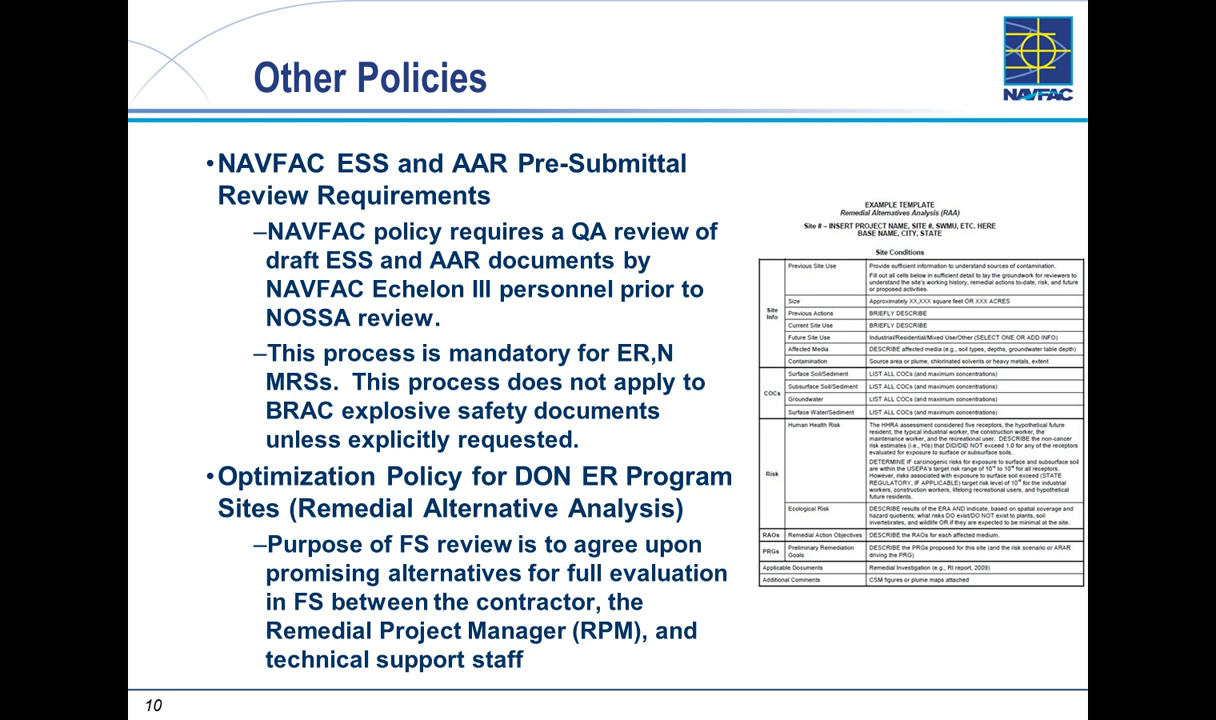 Other Policies
NAVFAC
•NAVFAC ESS and AAR Pre-Submittal
Review Requirements
–NAVFAC policy requires a QA review of
draft ESS and AAR documents by
NAVFAC Echelon III personnel prior to
NOSSA review.
–This process is mandatory for ER,N
MRSs. This process does not apply to
BRAC explosive safety documents
unless explicitly requested.
•Optimization Policy for DON ER Program
Sites (Remedial Alternative Analysis)
–Purpose of FS review is to agree upon
promising alternatives for full evaluation
in FS between the contractor, the
Remedial Project Manager (RPM), and
technical support staff
EXAMPLE TEMPLATE
Remedial Alternatives Analysis (RAA)
Site # – INSERT PROJECT NAME, SITE #, SWMU, ETC. HERE
BASE NAME, CITY, STATE
Site Conditions
Site
Info
Previous Site Use
Provide sufficient information to understand sources of contamination.
Fill out all cells below in sufficient detail to lay the groundwork for reviewers to
understand the site's working history, remedial actions to-date, risk, and future
or proposed activities.
Size
Approximately XX,XXX square feet OR XXX ACRES
Previous Actions
BRIEFLY DESCRIBE
Current Site Use
BRIEFLY DESCRIBE
Future Site Use
Industrial/Residential/Mixed Use/Other (SELECT ONE OR ADD INFO)
Affected Media
DESCRIBE affected media (e.g., soil types, depths, groundwater table depth)
Contamination
Source area or plume, chlorinated solvents or heavy metals, extent
COCs
Surface Soil/Sediment
LIST ALL COCs (and maximum concentrations)
Subsurface Soil/Sediment
LIST ALL COCs (and maximum concentrations)
Groundwater
LIST ALL COCs (and maximum concentrations)
Surface Water/Sediment
LIST ALL COCs (and maximum concentrations)
Risk
Human Health Risk
The HHRA assessment considered five receptors, the hypothetical future
resident, the typical industrial worker, the construction worker, the
maintenance worker, and the recreational user. DESCRIBE the non-cancer
risk estimates (i.e., HIs) that DID/DID NOT exceed 1.0 for any of the receptors
evaluated for exposure to surface or subsurface soils.
DETERMINE IF carcinogenic risks for exposure to surface and subsurface soil
are within the USEPA's target risk range of 10⁻⁴ to 10⁻⁶ for all receptors.
However, risks associated with exposure to surface soil exceed (STATE
REGULATORY, IF APPLICABLE) target risk level of 10⁻⁶ for the industrial
workers, construction workers, lifelong recreational users, and hypothetical
future residents.
Ecological Risk
DESCRIBE results of the ERA AND indicate, based on spatial coverage and
hazard quotients, what risks DO exist/DO NOT exist to plants, soil
invertebrates, and wildlife OR if they are expected to be minimal at the site.
RAOs
Remedial Action Objectives
DESCRIBE the RAOs for each affected medium.
PRGs
Preliminary Remediation
Goals
DESCRIBE the PRGs proposed for this site (and the risk scenario or ARAR
driving the PRG)
Applicable Documents
Remedial Investigation (e.g., RI report, 2009)
Additional Comments
CSM figures or plume maps attached
10